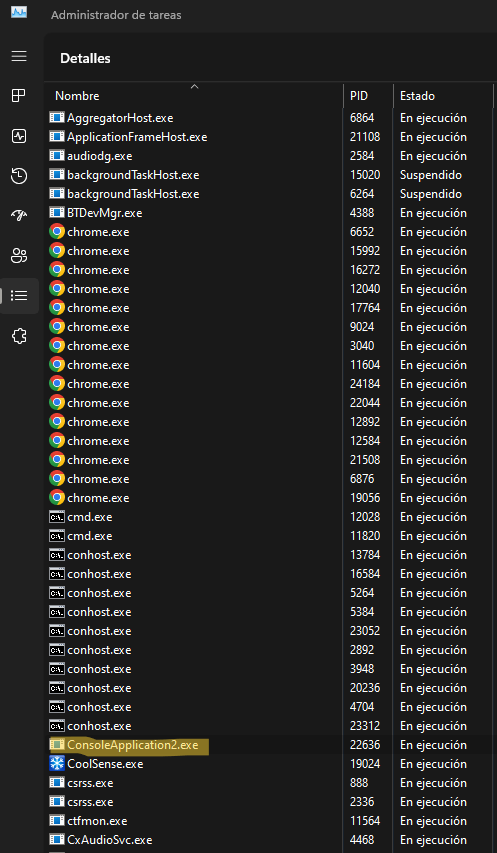 Administrador de tareas
Detalles
Nombre PID Estado
AggregatorHost.exe 6864 En ejecución
ApplicationFrameHost.exe 21108 En ejecución
audiodg.exe 2584 En ejecución
backgroundTaskHost.exe 15020 Suspendido
backgroundTaskHost.exe 6264 Suspendido
BTDevMgr.exe 4388 En ejecución
chrome.exe 6652 En ejecución
chrome.exe 15992 En ejecución
chrome.exe 16272 En ejecución
chrome.exe 12040 En ejecución
chrome.exe 17764 En ejecución
chrome.exe 9024 En ejecución
chrome.exe 3040 En ejecución
chrome.exe 11604 En ejecución
chrome.exe 24184 En ejecución
chrome.exe 22044 En ejecución
chrome.exe 12892 En ejecución
chrome.exe 12584 En ejecución
chrome.exe 21508 En ejecución
chrome.exe 6876 En ejecución
chrome.exe 19056 En ejecución
cmd.exe 12028 En ejecución
cmd.exe 11820 En ejecución
conhost.exe 13784 En ejecución
conhost.exe 16584 En ejecución
conhost.exe 5264 En ejecución
conhost.exe 5384 En ejecución
conhost.exe 23052 En ejecución
conhost.exe 2892 En ejecución
conhost.exe 3948 En ejecución
conhost.exe 20236 En ejecución
conhost.exe 4704 En ejecución
conhost.exe 23312 En ejecución
ConsoleApplication2.exe 22636 En ejecución
CoolSense.exe 19024 En ejecución
csrss.exe 888 En ejecución
csrss.exe 2336 En ejecución
ctfmon.exe 11564 En ejecución
CxAudioSvc.exe 4468 En ejecución